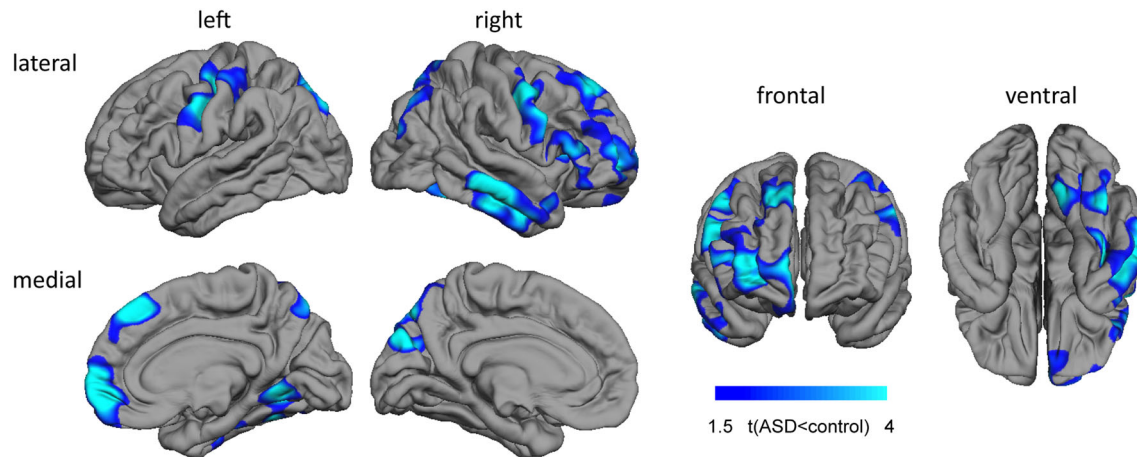 left right
lateral
frontal ventral
medial
1.5 t(ASD<control) 4